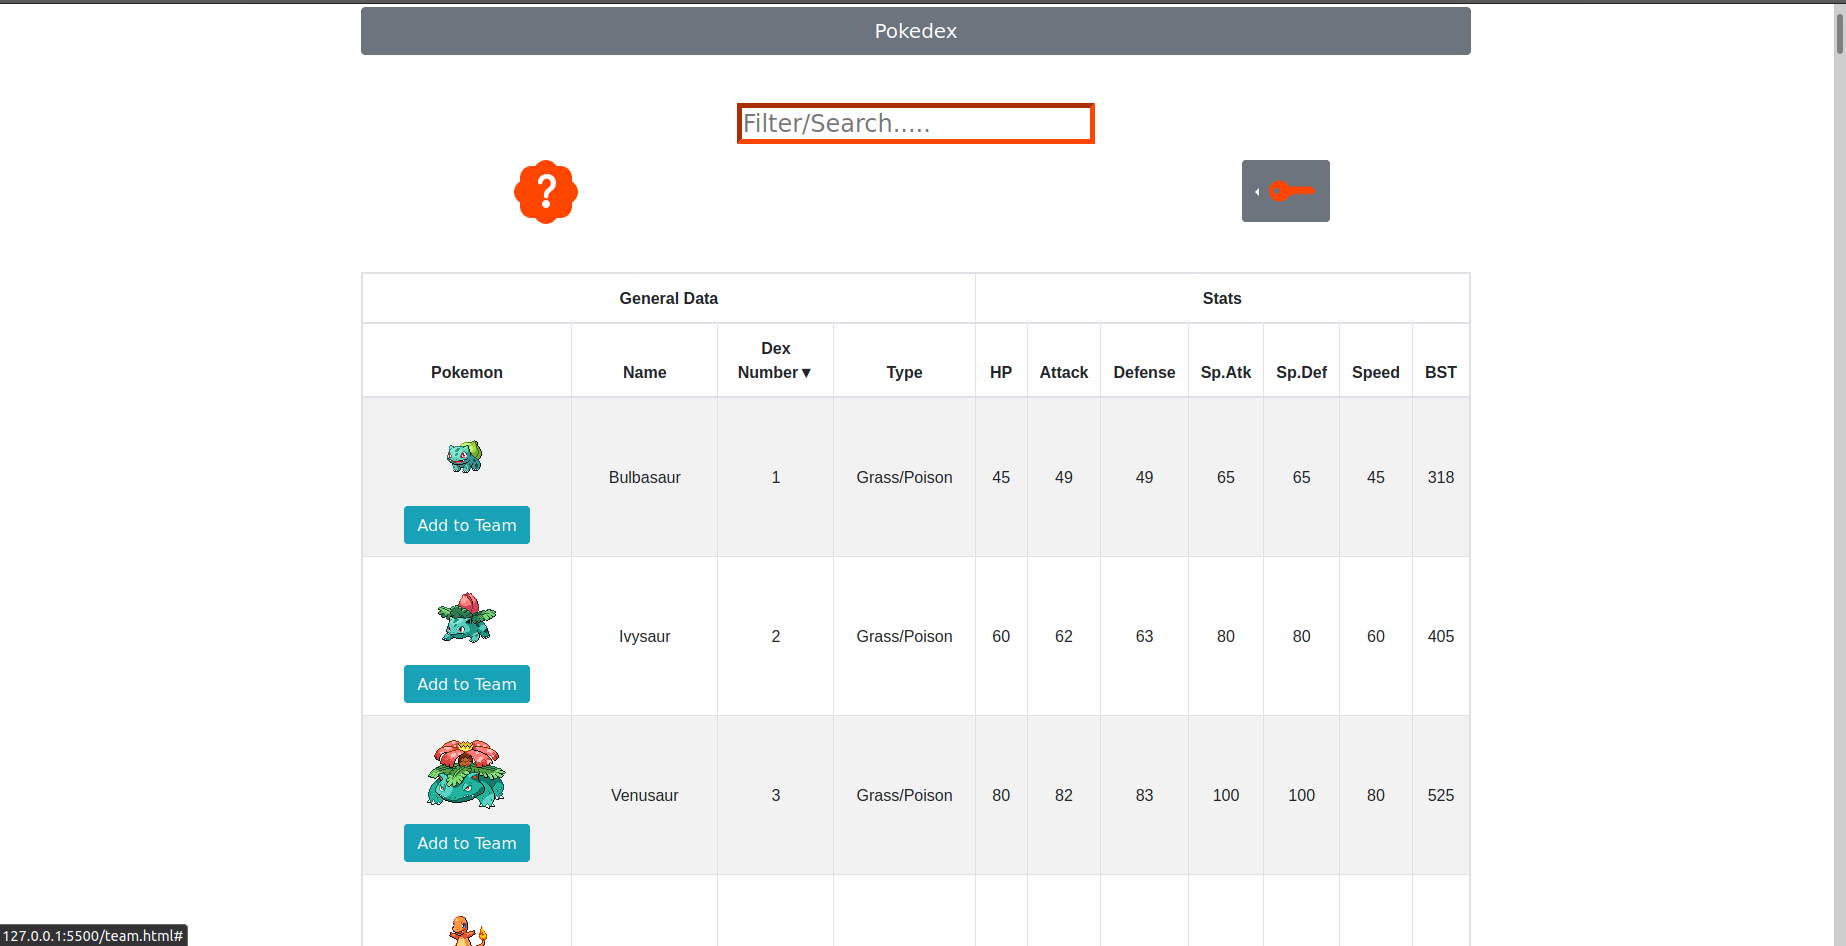 Pokedex
Filter/Search.....
?
General Data Stats
Pokemon Name Dex Number▼ Type HP Attack Defense Sp.Atk Sp.Def Speed BST
Bulbasaur 1 Grass/Poison 45 49 49 65 65 45 318
Add to Team
Ivysaur 2 Grass/Poison 60 62 63 80 80 60 405
Add to Team
Venusaur 3 Grass/Poison 80 82 83 100 100 80 525
Add to Team
127.0.0.1:5500/team.html#